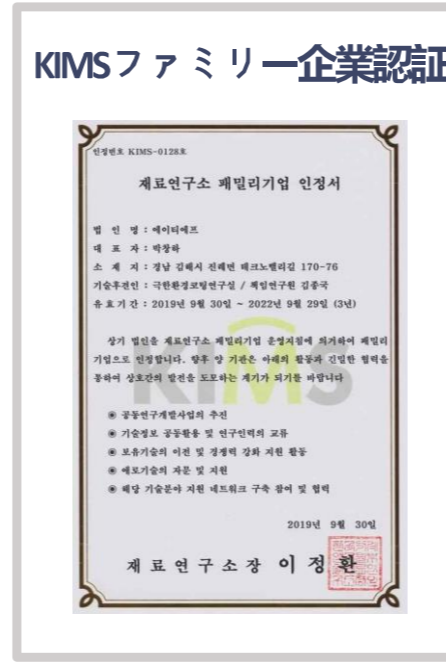 KIMSファミリー企業認証
인정번호 KIMS-0128호
재료연구소 패밀리기업 인정서
법 인 명 : 에이티에프
대 표 자 : 박창하
소 재 지 : 경남 김해시 진례면 테크노밸리길 170-76
기술후견인 : 극한환경코팅연구실 / 책임연구원 김종국
유효기간 : 2019년 9월 30일 ~ 2022년 9월 29일 (3년)
상기 법인을 재료연구소 패밀리기업 운영지침에 의거하여 패밀리
기업으로 인정합니다. 향후 양 기관은 아래의 활동과 긴밀한 협력을
통하여 상호간의 발전을 도모하는 계기가 되기를 바랍니다
KIMS
◉ 공동연구개발사업의 추진
◉ 기술정보 공동활용 및 연구인력의 교류
◉ 보유기술의 이전 및 경쟁력 강화 지원 활동
◉ 애로기술의 자문 및 지원
◉ 해당 기술분야 지원 네트워크 구축 참여 및 협력
2019년 9월 30일
재료연구소장 이정환